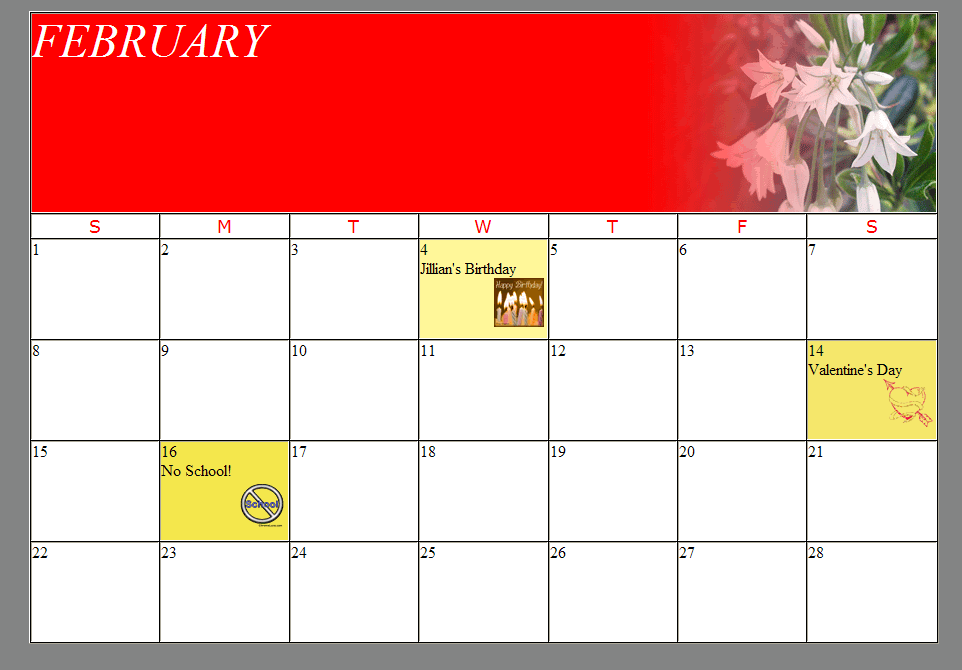 FEBRUARY
S M T W T F S
1 2 3 4 5 6 7
Jillian's Birthday
Happy Birthday!
8 9 10 11 12 13 14
Valentine's Day
15 16 17 18 19 20 21
No School!
School
22 23 24 25 26 27 28